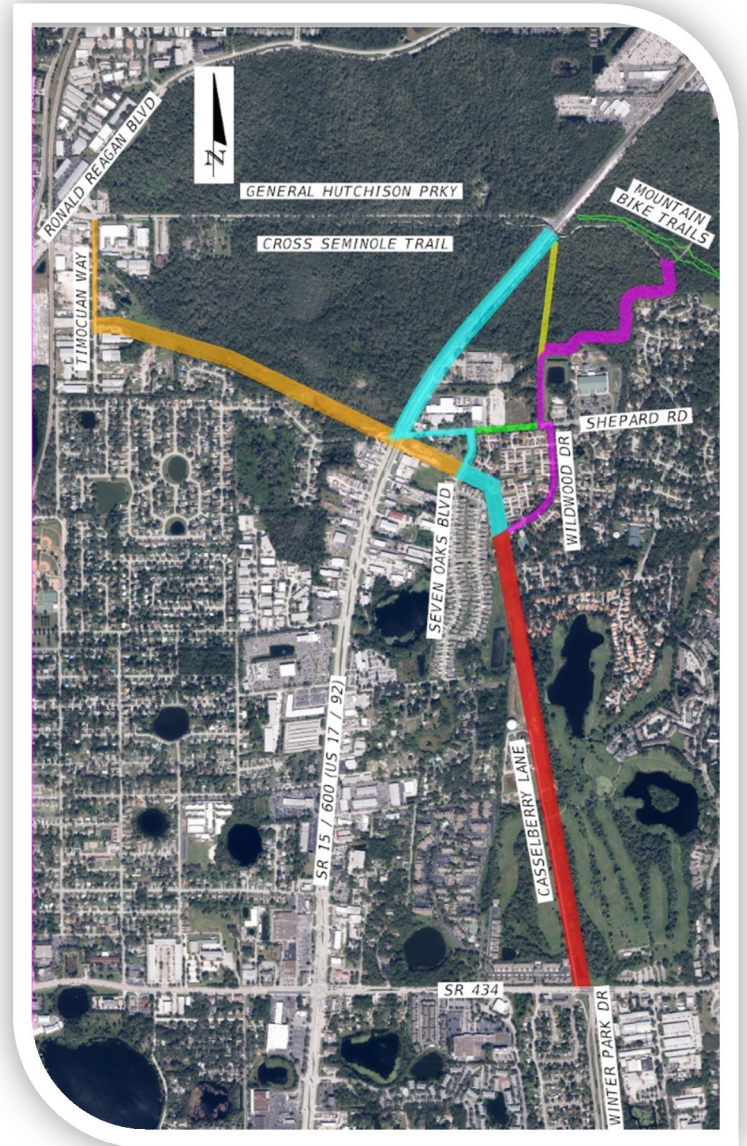 RONALD REAGAN BLVD
N
GENERAL HUTCHISON PRKY
MOUNTAIN
BIKE TRAILS
CROSS SEMINOLE TRAIL
TIMOCUAN WAY
SHEPARD RD
WILDWOOD DR
SEVEN OAKS BLVD
SR 15 / 600 (US 17 / 92)
CASSELBERRY LANE
SR 434
WINTER PARK DR